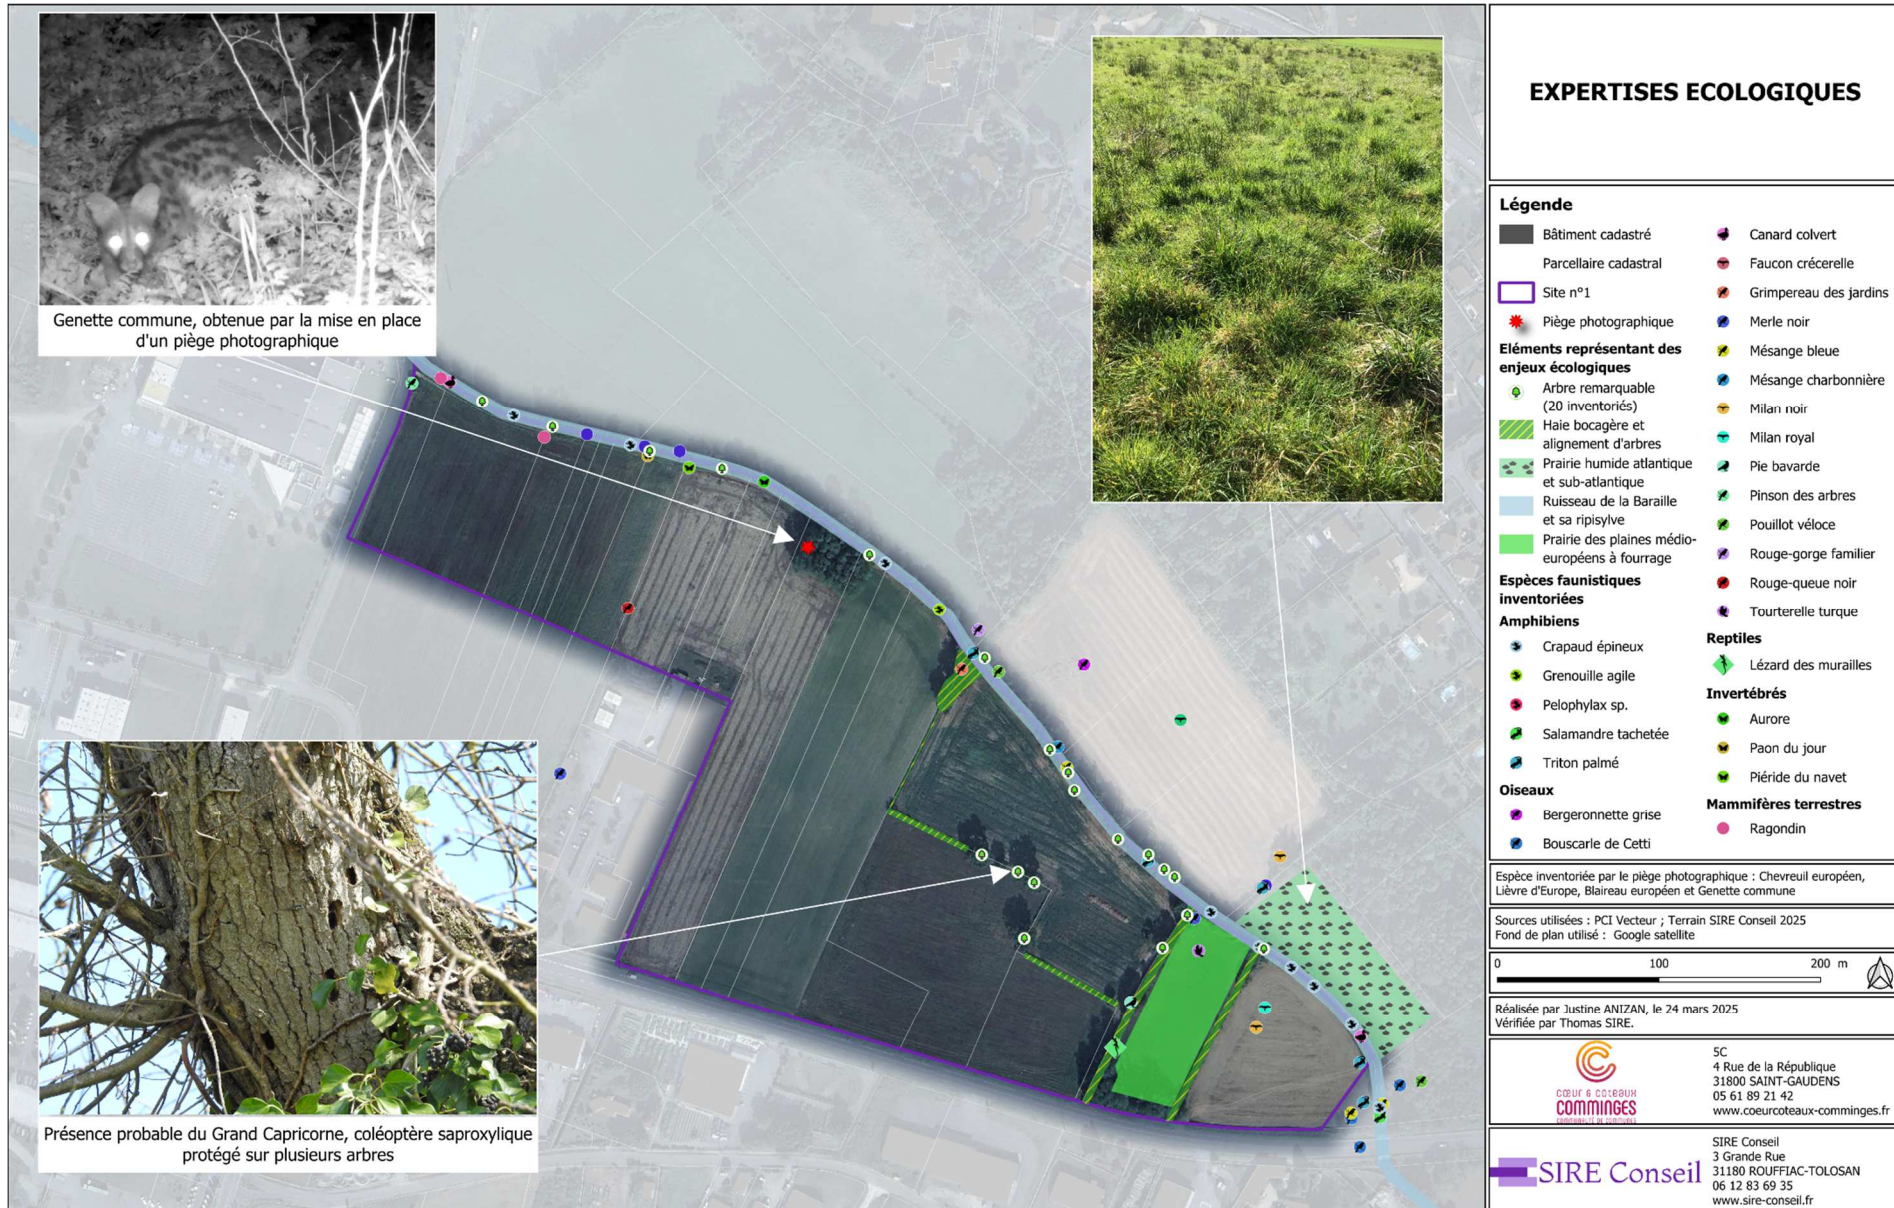 Genette commune, obtenue par la mise en place
d'un piège photographique
Présence probable du Grand Capricorne, coléoptère saproxylique
protégé sur plusieurs arbres
EXPERTISES ECOLOGIQUES
Légende
Bâtiment cadastré
Parcellaire cadastral
Site n°1
Piège photographique
Eléments représentant des
enjeux écologiques
Arbre remarquable
(20 inventoriés)
Haie bocagère et
alignement d'arbres
Prairie humide atlantique
et sub-atlantique
Ruisseau de la Baraille
et sa ripisylve
Prairie des plaines médio-
européens à fourrage
Espèces faunistiques
inventoriées
Amphibiens
Crapaud épineux
Grenouille agile
Pelophylax sp.
Salamandre tachetée
Triton palmé
Oiseaux
Bergeronnette grise
Bouscarle de Cetti
Canard colvert
Faucon crécerelle
Grimpereau des jardins
Merle noir
Mésange bleue
Mésange charbonnière
Milan noir
Milan royal
Pie bavarde
Pinson des arbres
Pouillot véloce
Rouge-gorge familier
Rouge-queue noir
Tourterelle turque
Reptiles
Lézard des murailles
Invertébrés
Aurore
Paon du jour
Piéride du navet
Mammifères terrestres
Ragondin
Espèce inventoriée par le piège photographique : Chevreuil européen,
Lièvre d'Europe, Blaireau européen et Genette commune
Sources utilisées : PCI Vecteur ; Terrain SIRE Conseil 2025
Fond de plan utilisé : Google satellite
0 100 200 m
Réalisée par Justine ANIZAN, le 24 mars 2025
Vérifiée par Thomas SIRE.
CŒUR & COTEAUX
COMMINGES
COMMUNAUTÉ DE COMMUNES
5C
4 Rue de la République
31800 SAINT-GAUDENS
05 61 89 21 42
www.coeurcoteaux-comminges.fr
SIRE Conseil
SIRE Conseil
3 Grande Rue
31180 ROUFFIAC-TOLOSAN
06 12 83 69 35
www.sire-conseil.fr